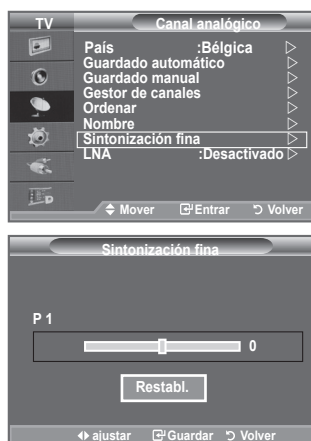 TV Canal analógico
País :Bélgica
Guardado automático
Guardado manual
Gestor de canales
Ordenar
Nombre
Sintonización fina
LNA :Desactivado
Mover Entrar Volver
Sintonización fina
P 1
0
Restabl.
ajustar Guardar Volver